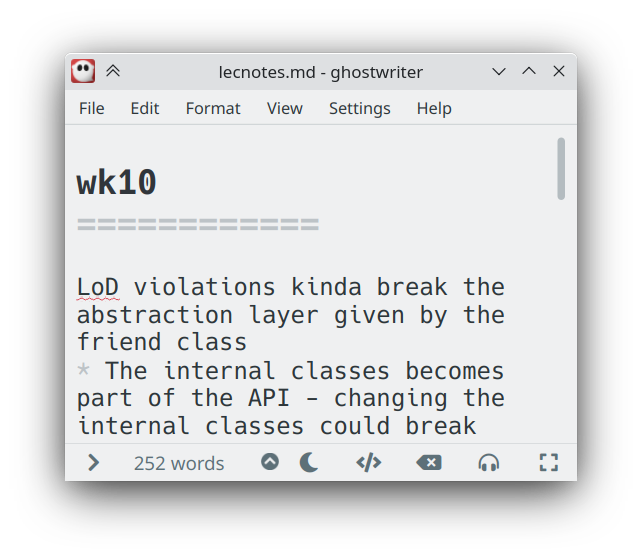 lecnotes.md - ghostwriter
File Edit Format View Settings Help
wk10
============
LoD violations kinda break the
abstraction layer given by the
friend class
* The internal classes becomes
part of the API - changing the
internal classes could break
252 words